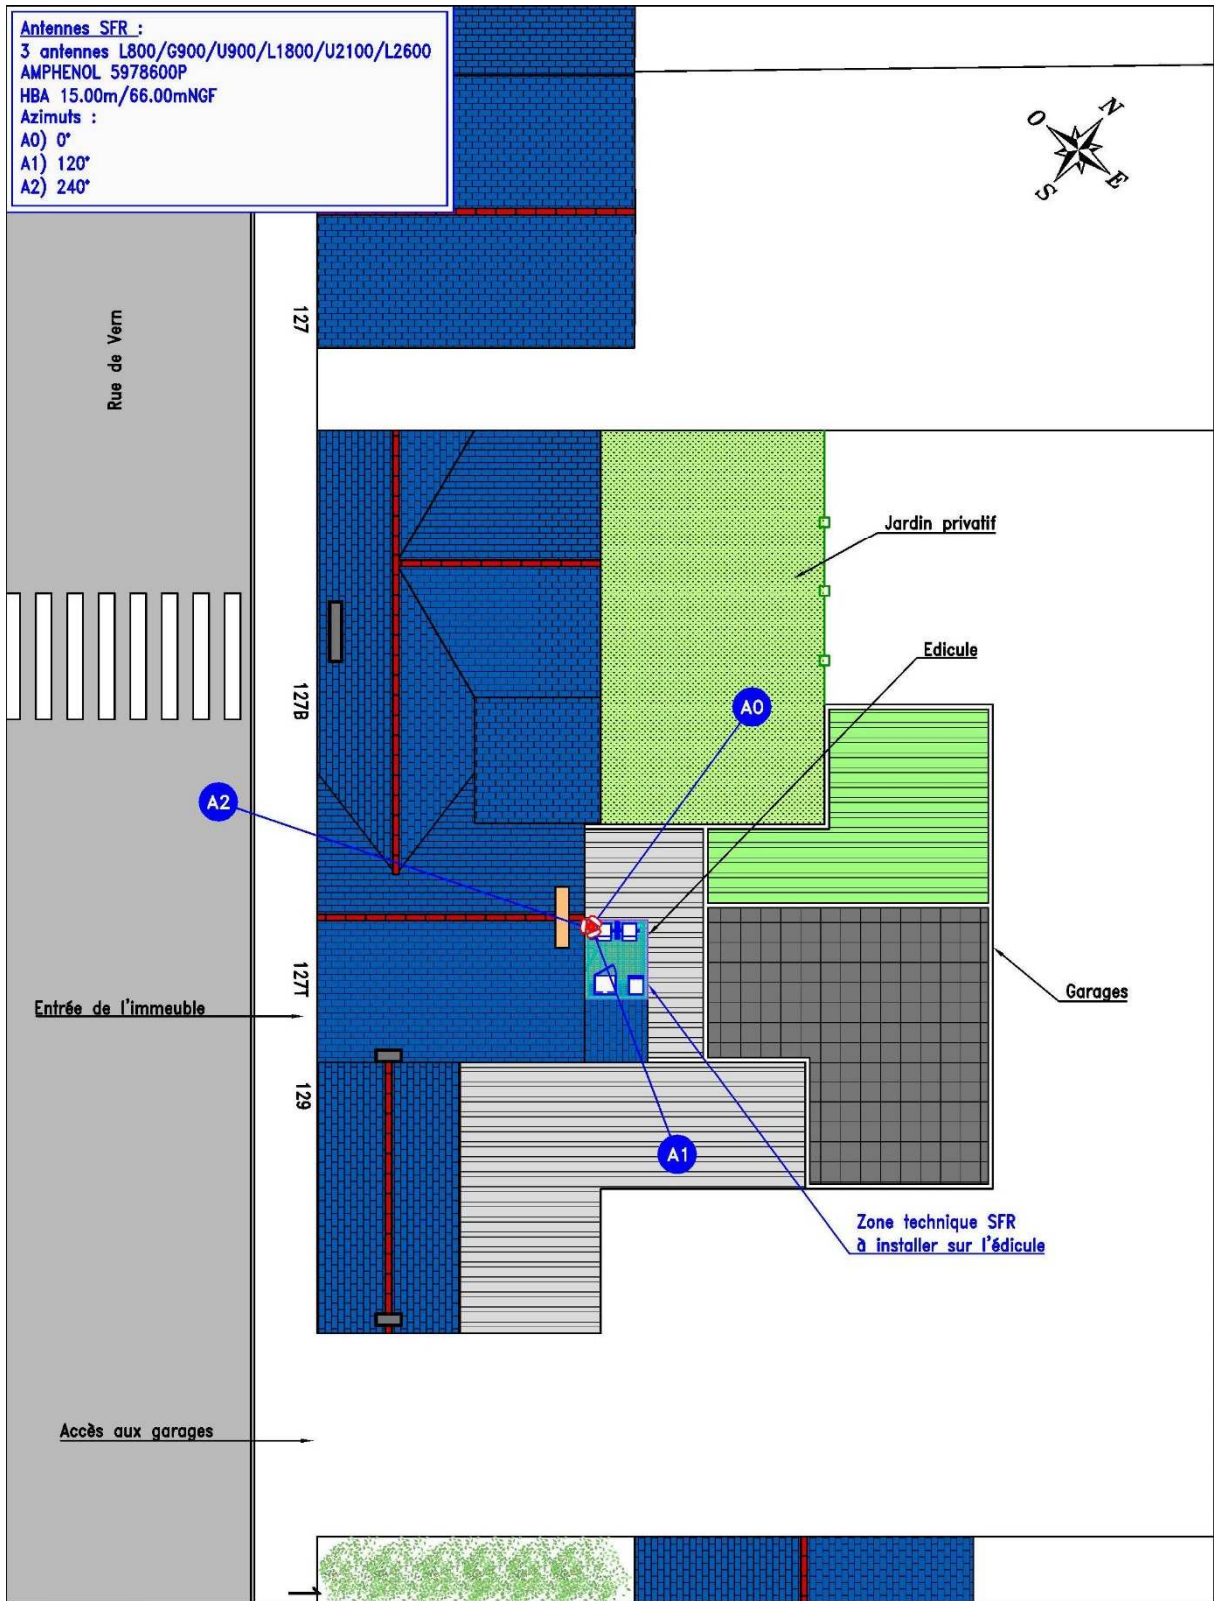 Antennes SFR :
3 antennes L800/G900/U900/L1800/U2100/L2600
AMPHENOL 5978600P
HBA 15.00m/66.00mNGF
Azimuts :
A0) 0°
A1) 120°
A2) 240°
N
O
E
S
127
Rue de Vern
Jardin privatif
Edicule
127B
A0
A2
127T
Garages
Entrée de l'immeuble
129
A1
Zone technique SFR
à installer sur l'édicule
Accès aux garages